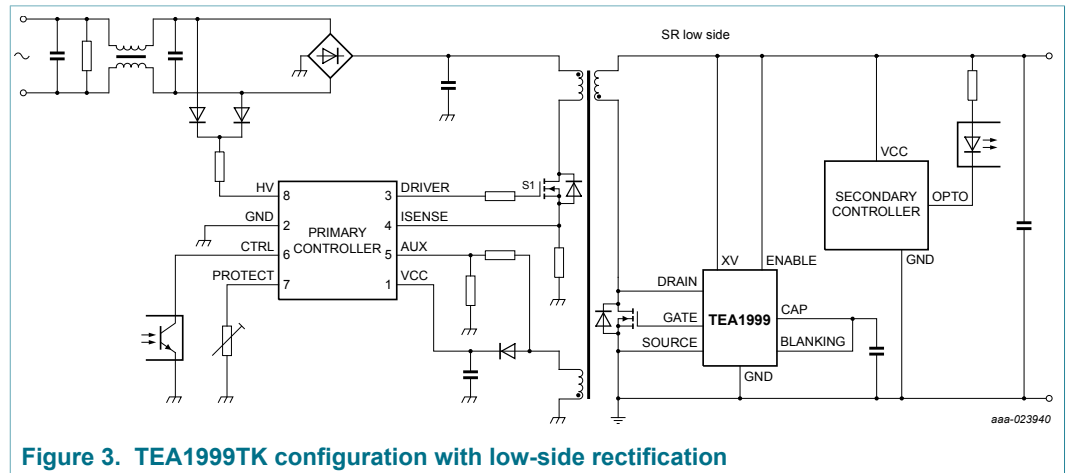 SR low side
S1
HV
8
GND
2
CTRL
6
PROTECT
7
PRIMARY
CONTROLLER
3
DRIVER
4
ISENSE
5
AUX
1
VCC
VCC
SECONDARY
CONTROLLER
OPTO
GND
XV
ENABLE
DRAIN
GATE
SOURCE
TEA1999
CAP
BLANKING
GND
aaa-023940
Figure 3. TEA1999TK configuration with low-side rectification